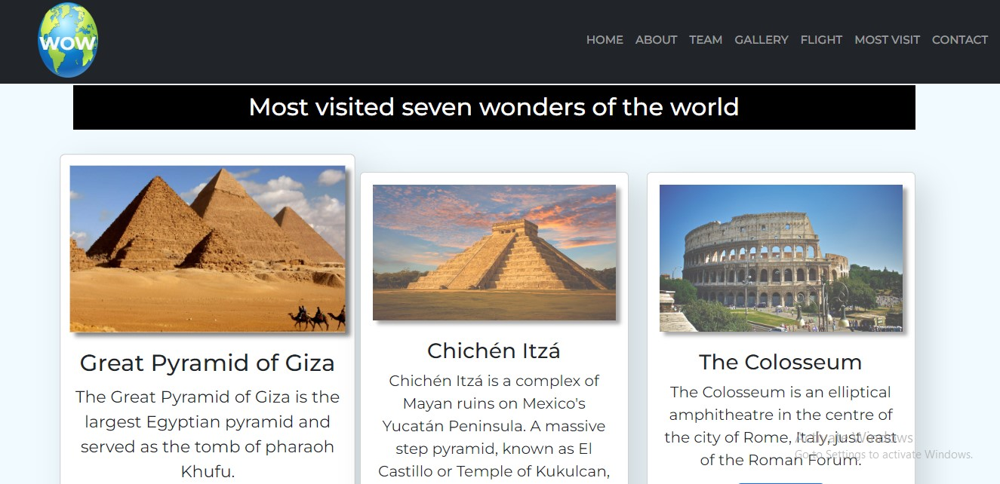 WOW
HOME ABOUT TEAM GALLERY FLIGHT MOST VISIT CONTACT
Most visited seven wonders of the world
Great Pyramid of Giza
The Great Pyramid of Giza is the
largest Egyptian pyramid and
served as the tomb of pharaoh
Khufu.
Chichén Itzá
Chichén Itzá is a complex of
Mayan ruins on Mexico's
Yucatán Peninsula. A massive
step pyramid, known as El
Castillo or Temple of Kukulcan,
The Colosseum
The Colosseum is an elliptical
amphitheatre in the centre of
the city of Rome, Italy, just east
of the Roman Forum.
Activate Windows
Go to Settings to activate Windows.